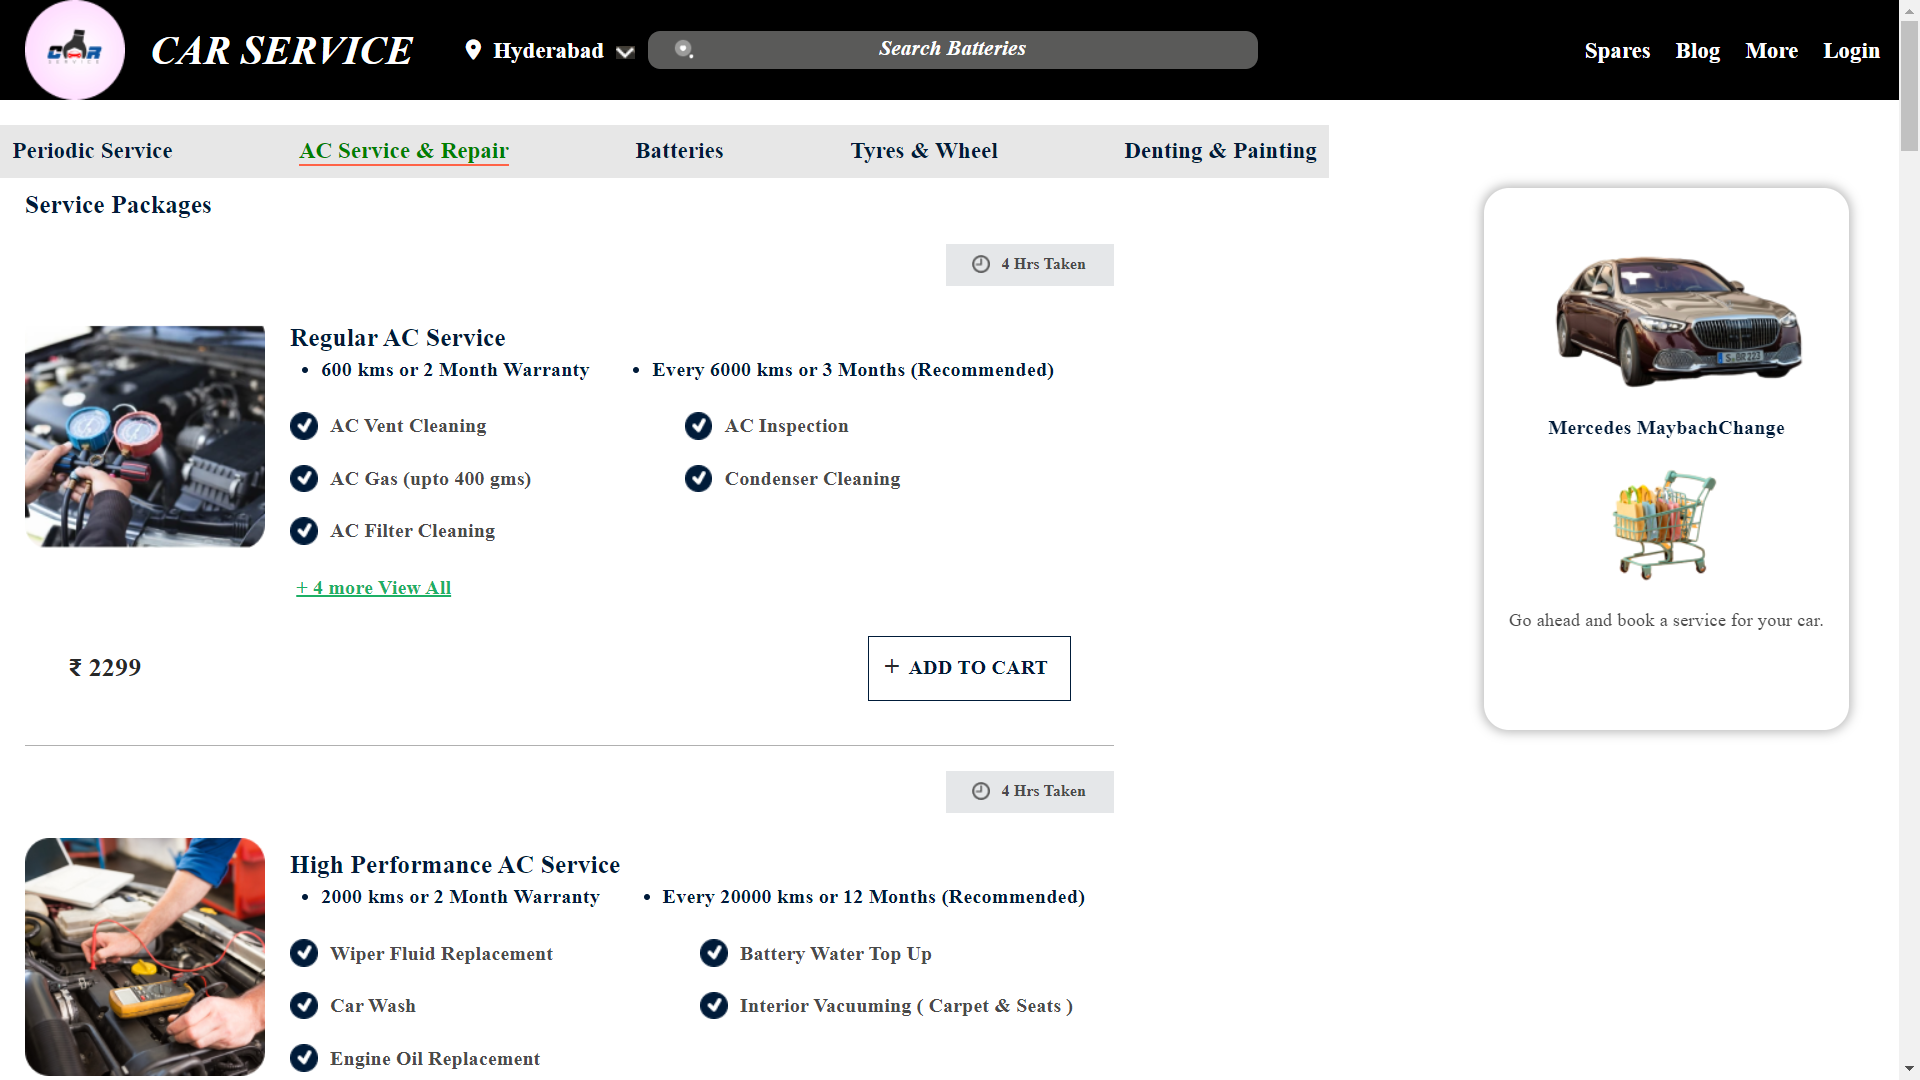 CAR SERVICE
CAR SERVICE
Hyderabad
Search Batteries
Spares
Blog
More
Login
Periodic Service
AC Service & Repair
Batteries
Tyres & Wheel
Denting & Painting
Service Packages
4 Hrs Taken
Regular AC Service
• 600 kms or 2 Month Warranty
• Every 6000 kms or 3 Months (Recommended)
AC Vent Cleaning
AC Inspection
AC Gas (upto 400 gms)
Condenser Cleaning
AC Filter Cleaning
+ 4 more View All
₹ 2299
+ ADD TO CART
S·BR 223
Mercedes MaybachChange
Go ahead and book a service for your car.
4 Hrs Taken
High Performance AC Service
• 2000 kms or 2 Month Warranty
• Every 20000 kms or 12 Months (Recommended)
Wiper Fluid Replacement
Battery Water Top Up
Car Wash
Interior Vacuuming ( Carpet & Seats )
Engine Oil Replacement